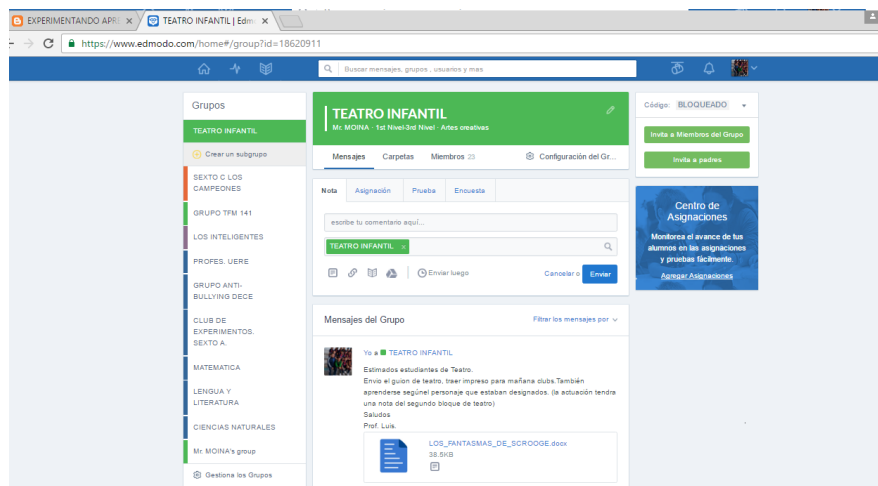 EXPERIMENTANDO APRE
TEATRO INFANTIL | Edm
https://www.edmodo.com/home#/group?id=18620911
Buscar mensajes, grupos , usuarios y mas
Grupos
TEATRO INFANTIL
Crear un subgrupo
SEXTO C LOS
CAMPEONES
GRUPO TFM 141
LOS INTELIGENTES
PROFES. UERE
GRUPO ANTI-
BULLYING DECE
CLUB DE
EXPERIMENTOS.
SEXTO A.
MATEMATICA
LENGUA Y
LITERATURA
CIENCIAS NATURALES
Mr. MOINA's group
Gestiona los Grupos
TEATRO INFANTIL
Mr. MOINA - 1st Nivel-3rd Nivel - Artes creativas
Mensajes Carpetas Miembros 23 Configuración del Gr...
Nota Asignación Prueba Encuesta
escribe tu comentario aquí...
TEATRO INFANTIL x
Enviar luego Cancelar o Enviar
Mensajes del Grupo Filtrar los mensajes por
Yo a TEATRO INFANTIL
Estimados estudiantes de Teatro.
Envio el guion de teatro, traer impreso para mañana clubs.También
aprenderse segúnel personaje que estaban designados. (la actuación tendra
una nota del segundo bloque de teatro)
Saludos
Prof. Luis.
LOS_FANTASMAS_DE_SCROOGE.docx
38.5KB
Código: BLOQUEADO
Invita a Miembros del Grupo
Invita a padres
Centro de
Asignaciones
Monitorea el avance de tus
alumnos en las asignaciones
y pruebas fácilmente.
Agregar Asignaciones